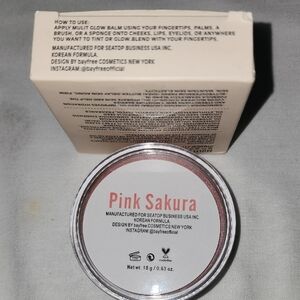 HOW TO USE:
APPLY MULIT GLOW BALM USING YOUR FINGERTIPS, PALMS, A
BRUSH, OR A SPONGE ONTO CHEEKS, LIPS, EYELIDS, OR ANYWHERE
YOU WANT TO TINT OR GLOW.BLEND WITH YOUR FINGERTIPS.
MANUFACTURED FOR SEATOP BUSINESS USA INC.
KOREAN FORMULA.
DESIGN BY bayfree COSMETICS NEW YORK
INSTAGRAM:@bayfreeofficial
Pink Sakura
MANUFACTURED FOR SEATOP BUSINESS USA INC.
KOREAN FORMULA.
DESIGN BY bayfree COSMETICS NEW YORK
INSTAGRAM:@bayfreeofficial
Net wt. 18 g / 0.63 oz.